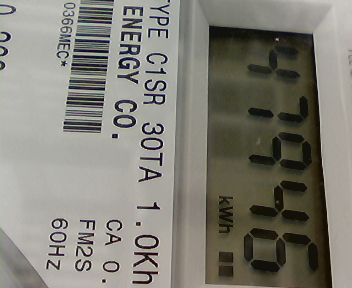 47946
kWh
TYPE C1SR 30TA 1.0Kh
ENERGY CO.
CA 0.
FM2S
60HZ
0366MEC*